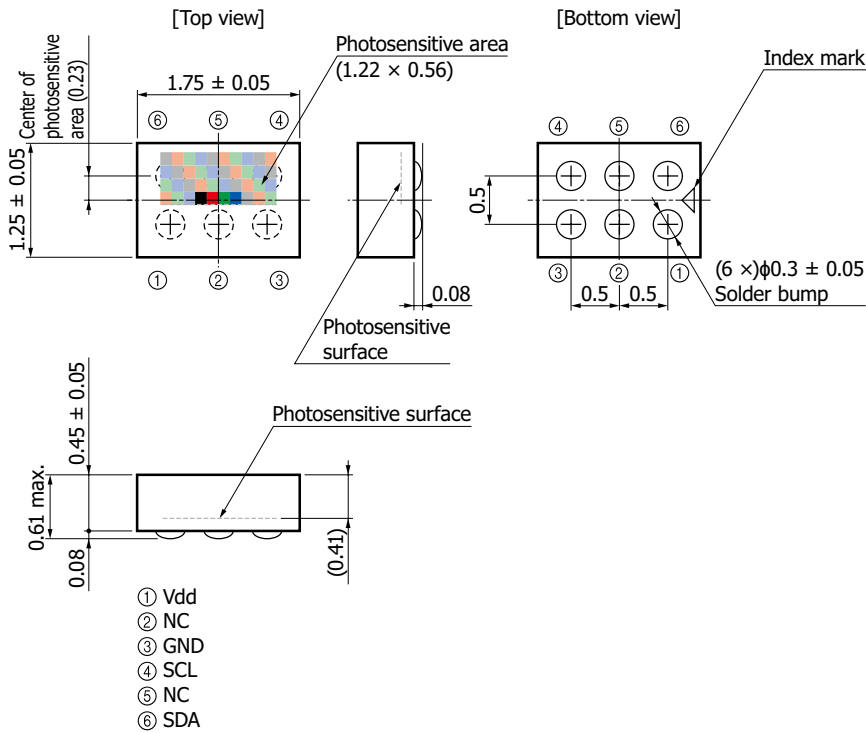 [Top view]
[Bottom view]
Center of
photosensitive
area (0.23)
Photosensitive area
(1.22 × 0.56)
Index mark
1.75 ± 0.05
⑥ ⑤ ④
④ ⑤ ⑥
1.25 ± 0.05
0.5
① ② ③
③ ② ①
0.08
(6 ×)ϕ0.3 ± 0.05
Solder bump
0.5 0.5
Photosensitive
surface
0.45 ± 0.05
0.61 max.
0.08
Photosensitive surface
(0.41)
① Vdd
② NC
③ GND
④ SCL
⑤ NC
⑥ SDA